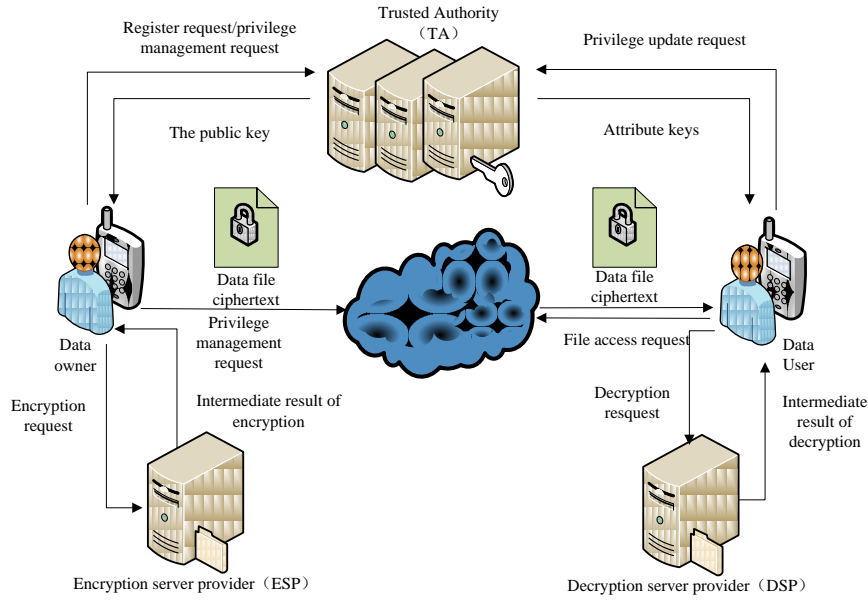 Trusted Authority
（TA）
Register request/privilege
management request
Privilege update request
The public key
Attribute keys
Data file
ciphertext
Data file
ciphertext
Privilege
management
request
File access request
Data
owner
Data
User
Encryption
request
Intermediate result of
encryption
Decryption
resquest
Intermediate
result of
decryption
Encryption server provider（ESP）
Decryption server provider（DSP）